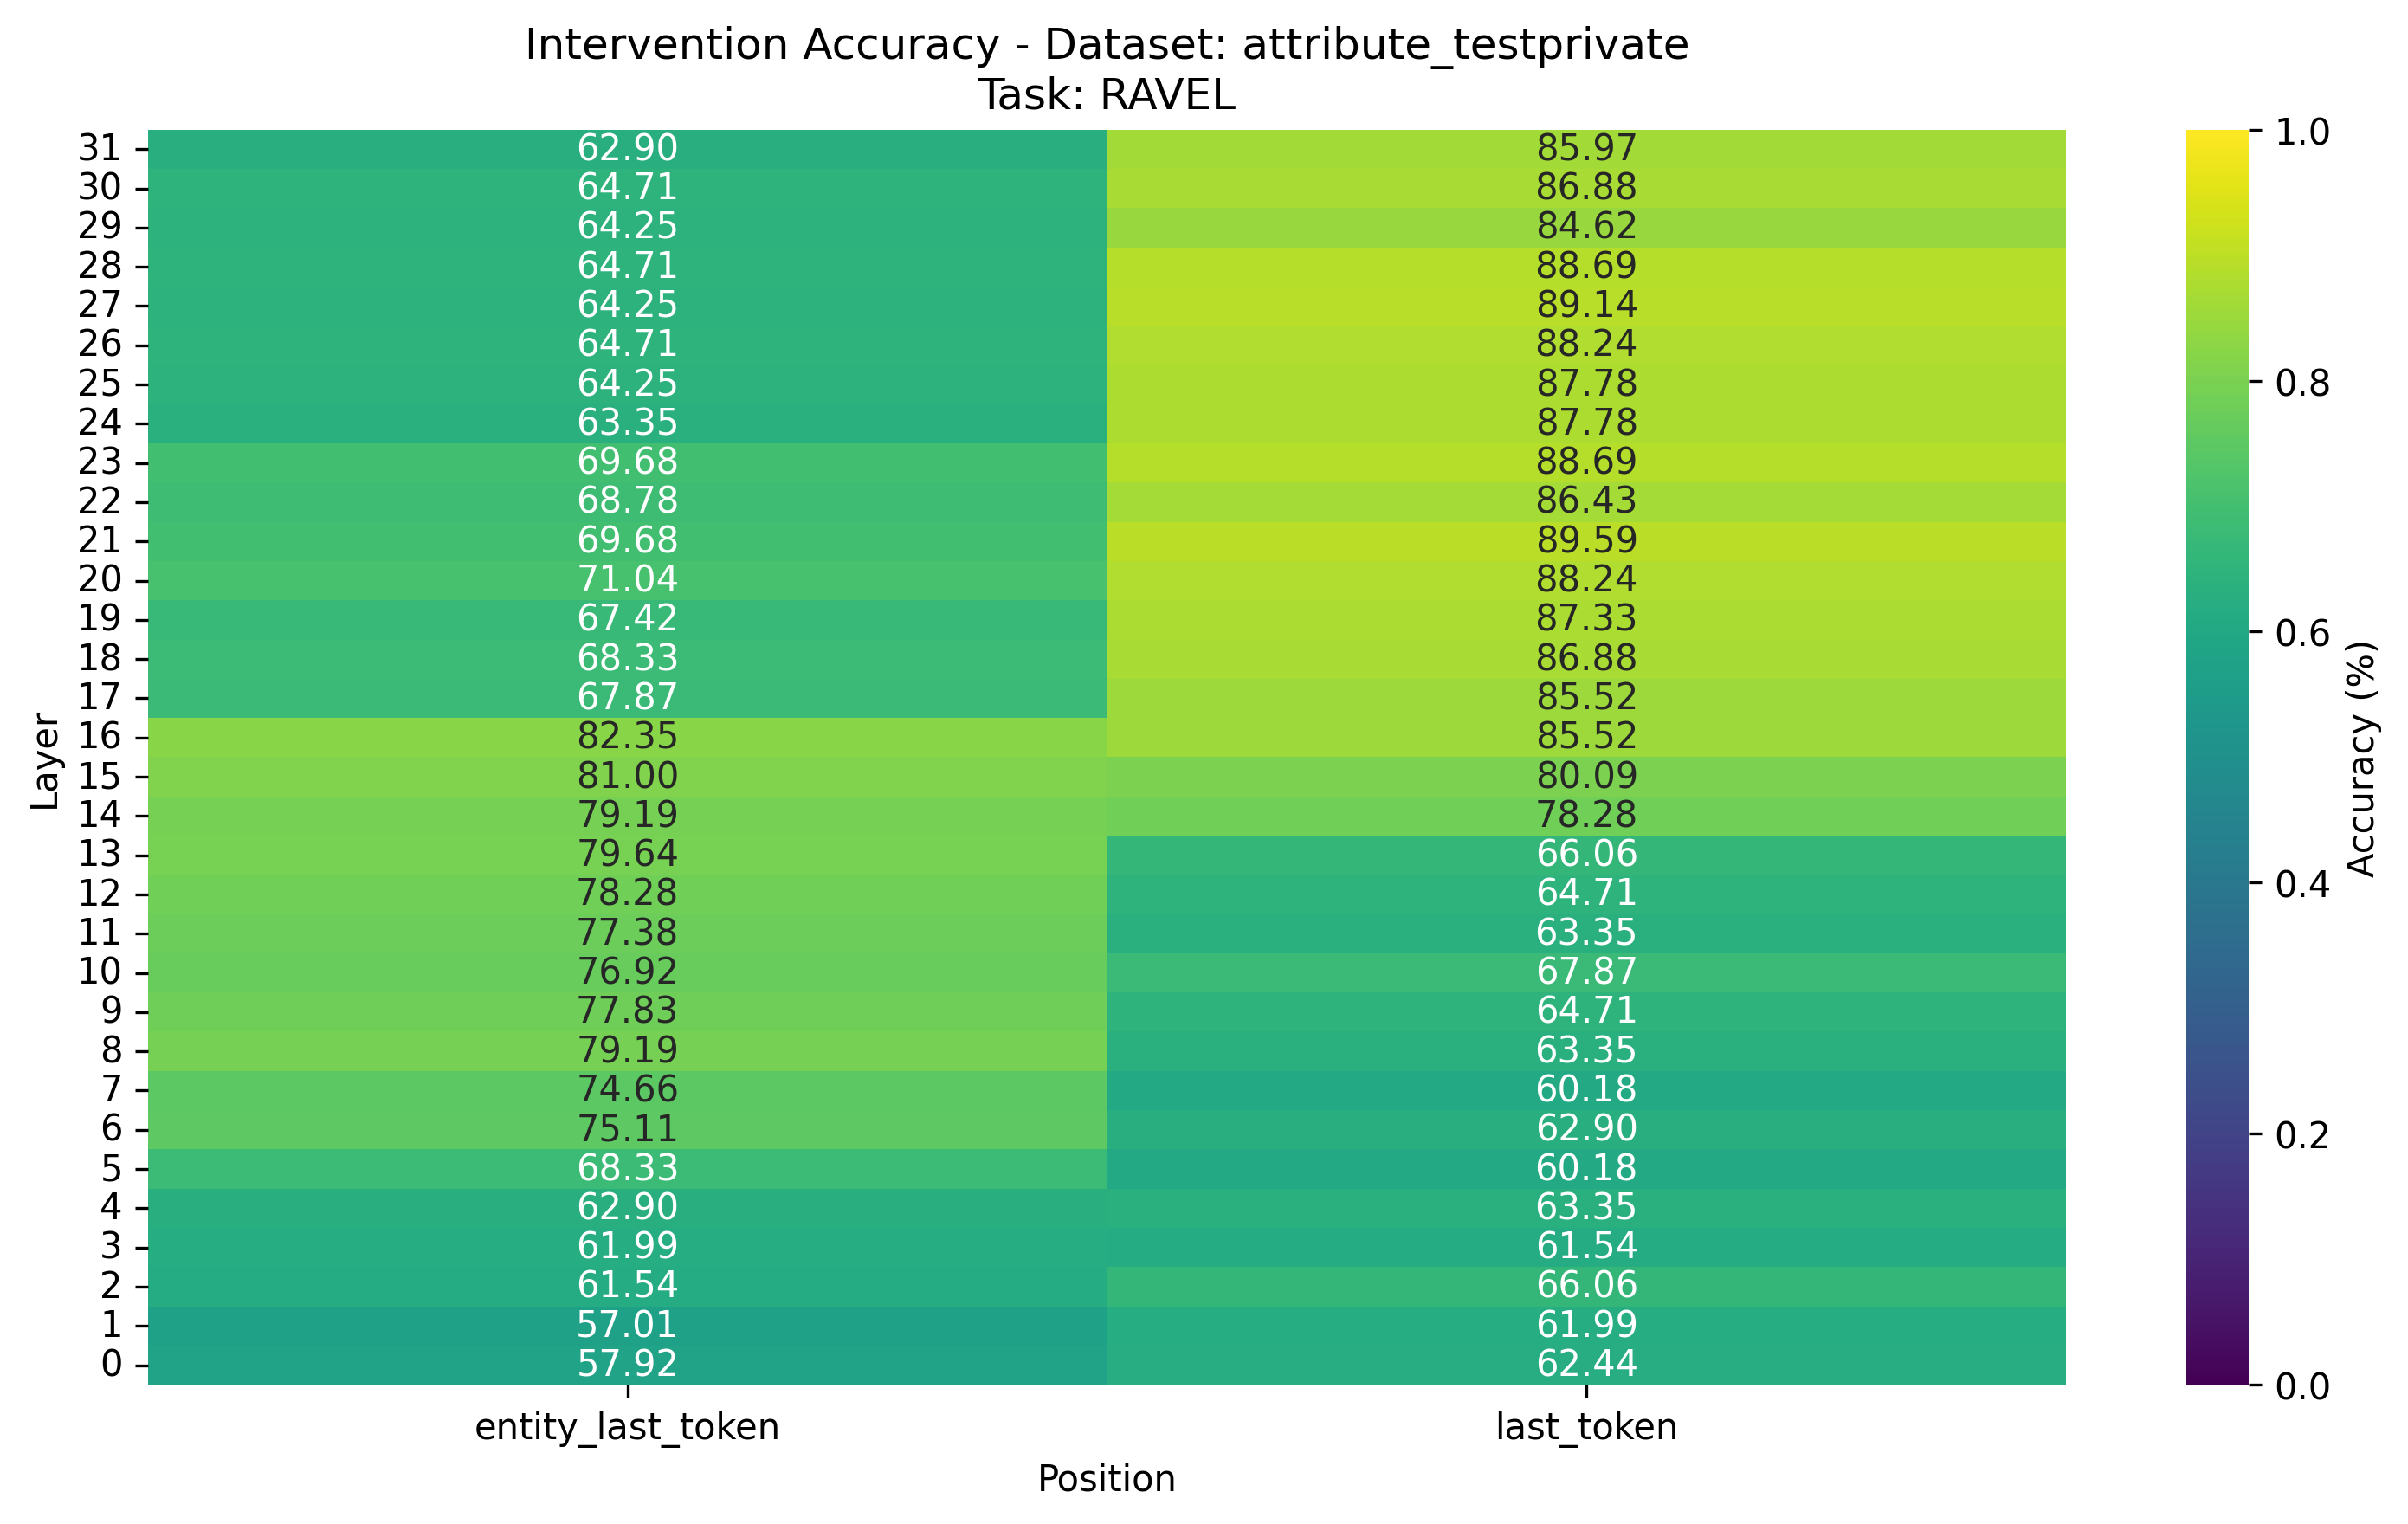 Intervention Accuracy - Dataset: attribute_testprivate
Task: RAVEL
31 62.90 85.97
30 64.71 86.88
29 64.25 84.62
28 64.71 88.69
27 64.25 89.14
26 64.71 88.24
25 64.25 87.78
24 63.35 87.78
23 69.68 88.69
22 68.78 86.43
21 69.68 89.59
20 71.04 88.24
19 67.42 87.33
18 68.33 86.88
17 67.87 85.52
16 82.35 85.52
15 81.00 80.09
14 79.19 78.28
13 79.64 66.06
12 78.28 64.71
11 77.38 63.35
10 76.92 67.87
9 77.83 64.71
8 79.19 63.35
7 74.66 60.18
6 75.11 62.90
5 68.33 60.18
4 62.90 63.35
3 61.99 61.54
2 61.54 66.06
1 57.01 61.99
0 57.92 62.44
Layer
entity_last_token last_token
Position
1.0
0.8
0.6
0.4
0.2
0.0
Accuracy (%)